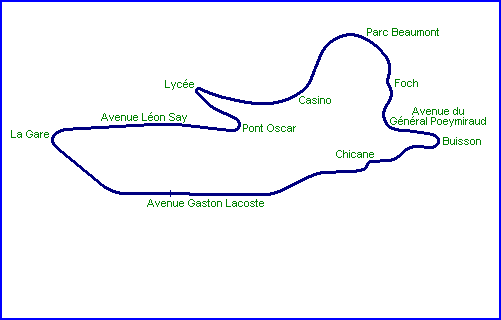 Parc Beaumont
Lycée
Foch
Casino
Avenue du
Général Poeymiraud
Avenue Léon Say
Pont Oscar
La Gare
Buisson
Chicane
Avenue Gaston Lacoste